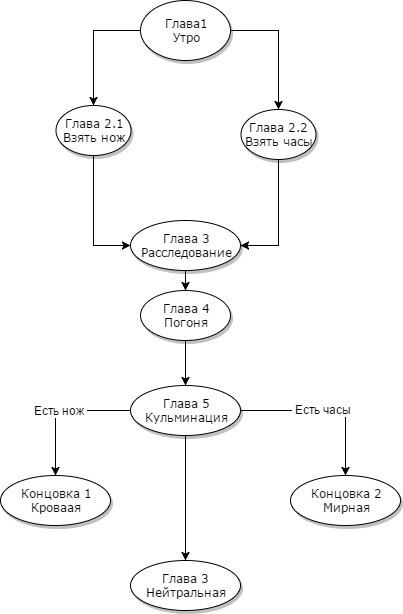 Глава1
Утро
Глава 2.1
Взять нож
Глава 2.2
Взять часы
Глава 3
Расследование
Глава 4
Погоня
Глава 5
Кульминация
Есть нож
Есть часы
Концовка 1
Кроваая
Концовка 2
Мирная
Глава 3
Нейтральная